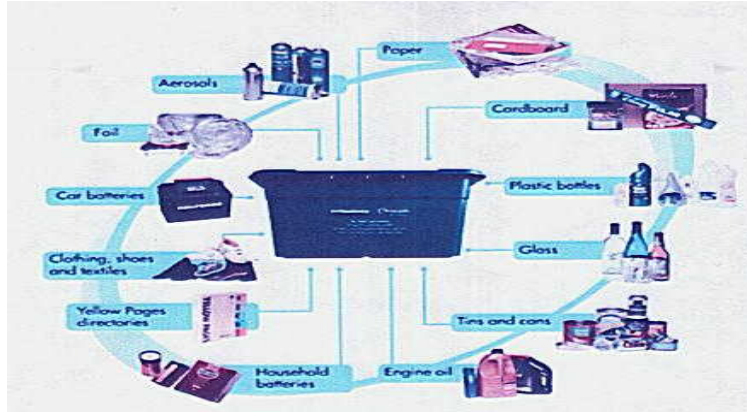 Paper
Aerosols
Cardboard
Foil
Car batteries
Plastic bottles
Glass
Clothing, shoes
and textiles
Yellow Pages
directories
Tins and cans
Household
batteries
Engine oil